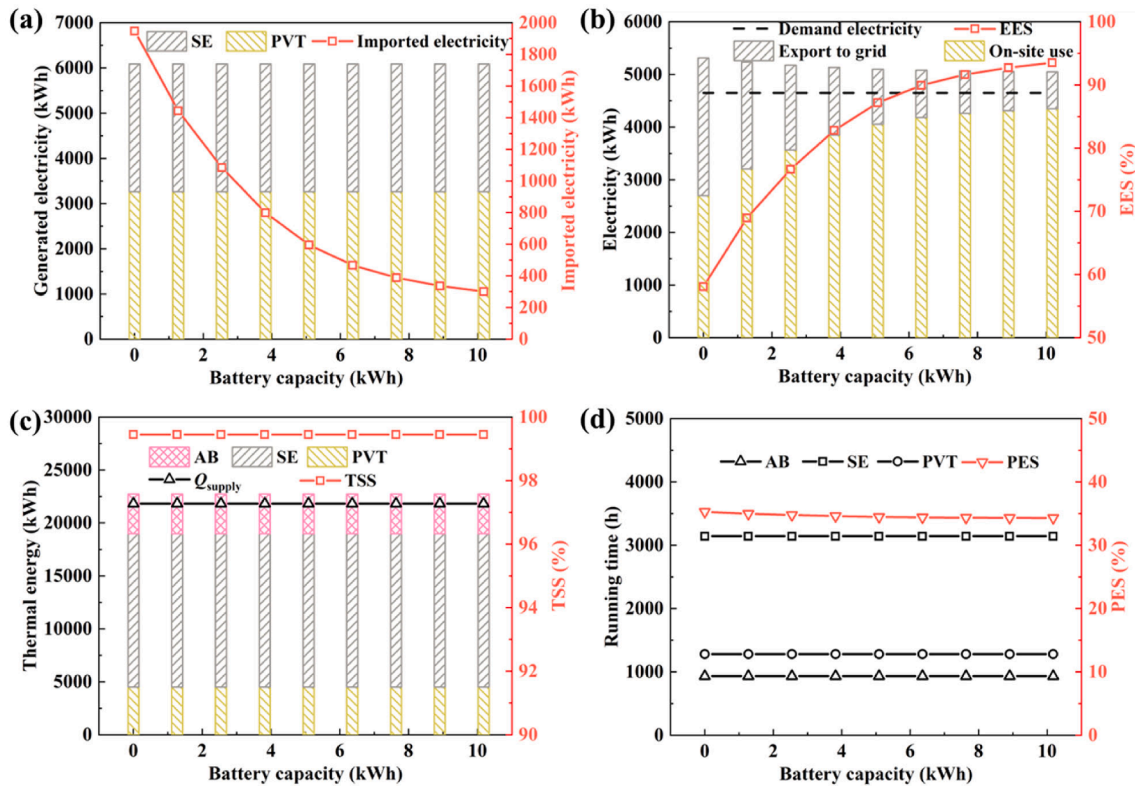 (a)
7000
6000
5000
4000
3000
2000
1000
0
Generated electricity (kWh)
SE PVT Imported electricity
2000
1800
1600
1400
1200
1000
800
600
400
300
200
100
0
Imported electricity (kWh)
0 2 4 6 8 10
Battery capacity (kWh)
(b)
6000
5000
4000
3000
2000
1000
0
Electricity (kWh)
Demand electricity EES
Export to grid On-site use
100
90
80
70
60
50
EES (%)
0 2 4 6 8 10
Battery capacity (kWh)
(c)
30000
25000
20000
15000
10000
5000
0
Thermal energy (kWh)
AB SE PVT
Qsupply TSS
100
98
96
94
92
90
TSS (%)
0 2 4 6 8 10
Battery capacity (kWh)
(d)
5000
4000
3000
2000
1000
0
Running time (h)
AB SE PVT PES
50
40
30
20
10
0
PES (%)
0 2 4 6 8 10
Battery capacity (kWh)